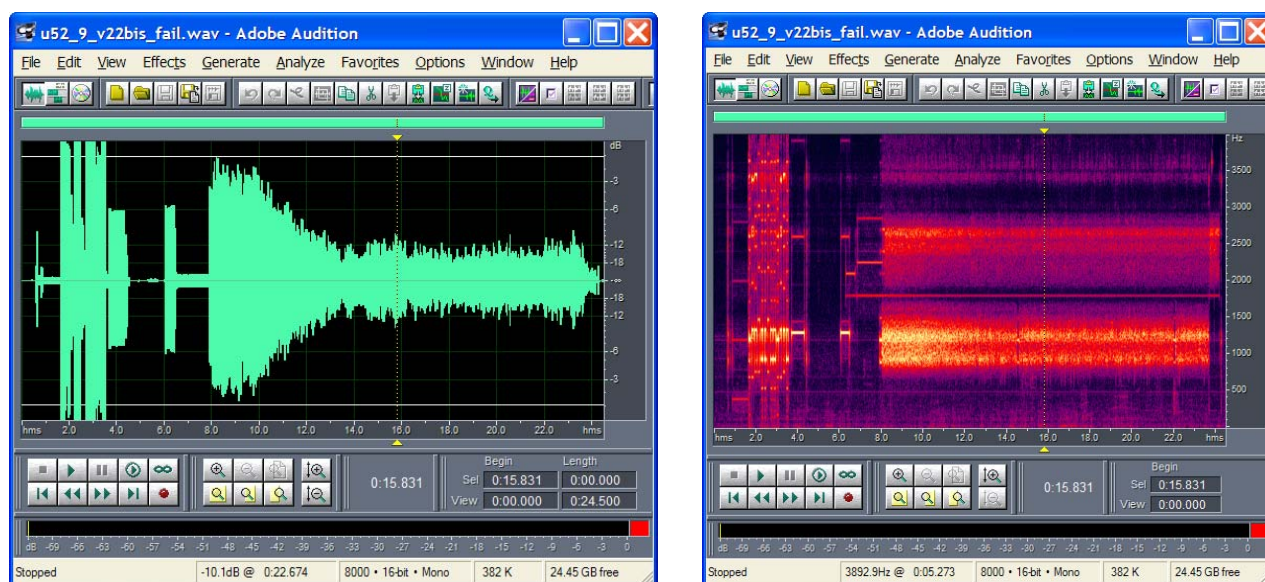 u52_9_v22bis_fail.wav - Adobe Audition
File Edit View Effects Generate Analyze Favorites Options Window Help
dB
-3
-6
-12
-18
-∞
-18
-12
-6
-3
hms 2.0 4.0 6.0 8.0 10.0 12.0 14.0 16.0 18.0 20.0 22.0 hms
0:15.831
Begin Length
Sel 0:15.831 0:00.000
View 0:00.000 0:24.500
dB -69 -66 -63 -60 -57 -54 -51 -48 -45 -42 -39 -36 -33 -30 -27 -24 -21 -18 -15 -12 -9 -6 -3 0
Stopped -10.1dB @ 0:22.674 8000 • 16-bit • Mono 382 K 24.45 GB free
u52_9_v22bis_fail.wav - Adobe Audition
File Edit View Effects Generate Analyze Favorites Options Window Help
Hz
3500
3000
2500
2000
1500
1000
500
hms 2.0 4.0 6.0 8.0 10.0 12.0 14.0 16.0 18.0 20.0 22.0 hms
0:15.831
Begin
Sel 0:15.831
View 0:00.000
dB -69 -66 -63 -60 -57 -54 -51 -48 -45 -42 -39 -36 -33 -30 -27 -24 -21 -18 -15 -12 -9 -6 -3 0
Stopped 3892.9Hz @ 0:05.273 8000 • 16-bit • Mono 382 K 24.45 GB free